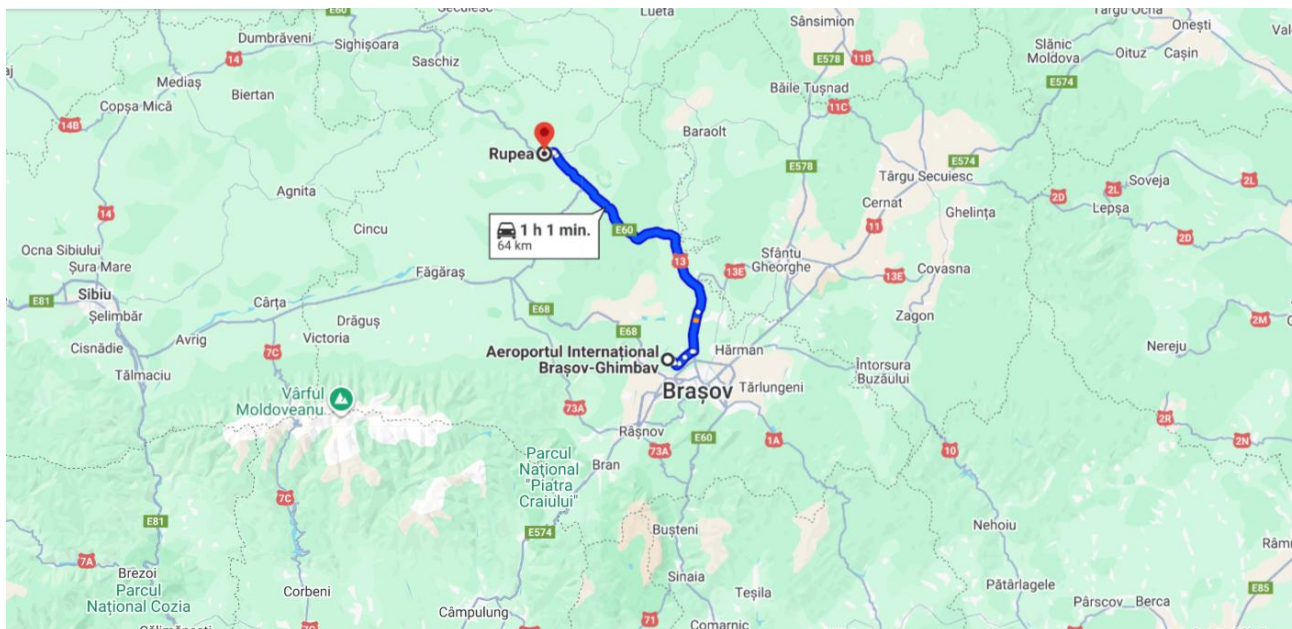 E60
Secuiesc
Lueta
Sânsimion
Târgu Ocna
Onești
Dumbrăveni
Sighișoara
11B
Slănic
Moldova
Oituz
Cașin
14
Saschiz
E578
E574
Mediaș
Biertan
Băile Tușnad
Copșa Mică
11C
14B
Baraolt
Rupea
E578
E574
Târgu Secuiesc
Soveja
2L
2L
Agnita
2D
Lepșa
14
Cernat
Ghelința
1 h 1 min.
64 km
E60
11
2D
Cincu
Ocna Sibiului
Șura Mare
13
Sfântu
Gheorghe
13E
13E
Covasna
Făgăraș
Sibiu
E81
Șelimbăr
Cârța
E68
Zagon
2M
Drăguș
Victoria
E68
Avrig
Cisnădie
7C
Nereju
Aeroportul Internațional
Brașov-Ghimbav
Hărman
Întorsura
Buzăului
Tălmaciu
Brașov
Tărlungeni
Vârful
Moldoveanu
73A
2R
2N
Râșnov
E60
1A
73A
10
Bran
Parcul
Național
"Piatra
Craiului"
7C
E81
E574
Bușteni
Nehoiu
7A
Brezoi
Parcul
Național Cozia
Corbeni
Sinaia
Teșila
Pătârlagele
E85
Câmpulung
71
Comarnic
Pârscov
Berca